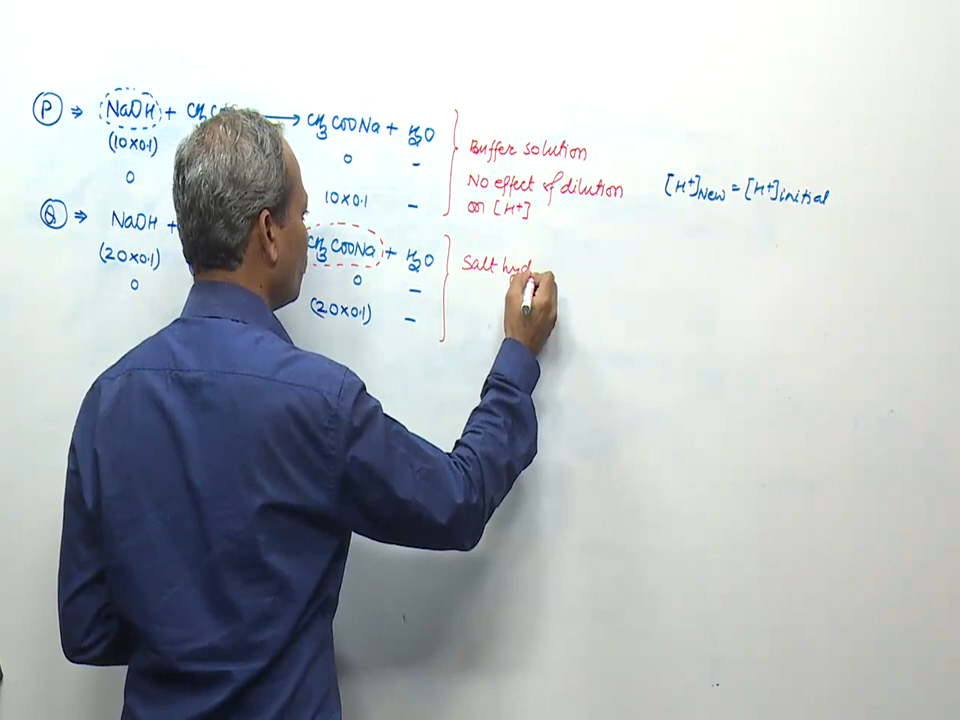 (P) ⇒ NaOH + CH3 → CH3COONa + H2O
(10×0.1) 0 -
0 10×0.1 -
Buffer solution
No effect of dilution
on [H+]
[H+]New = [H+]initial
(Q) ⇒ NaOH + CH3COONa + H2O
(20×0.1) 0 -
0 (20×0.1) -
Salt hyd